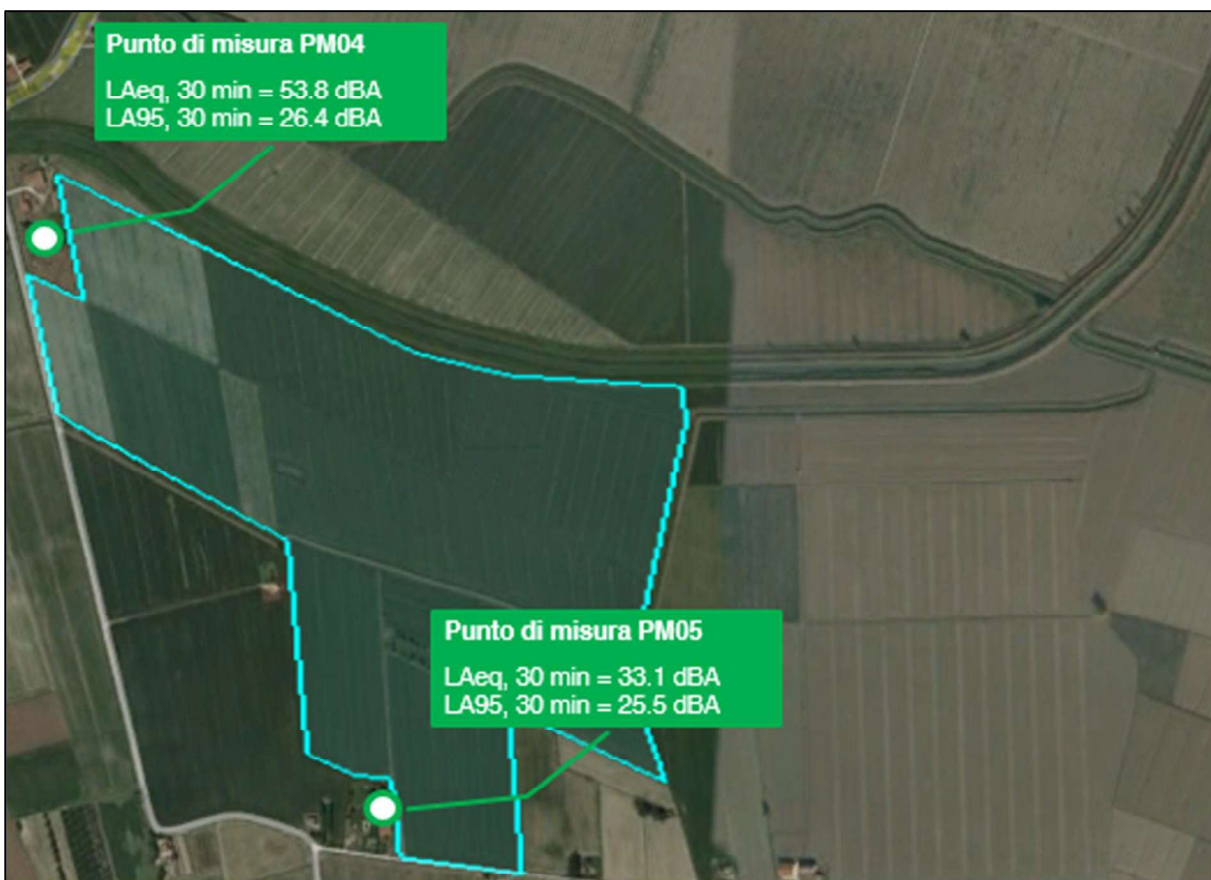 Punto di misura PM04
LAeq, 30 min = 53.8 dBA
LA95, 30 min = 26.4 dBA
Punto di misura PM05
LAeq, 30 min = 33.1 dBA
LA95, 30 min = 25.5 dBA